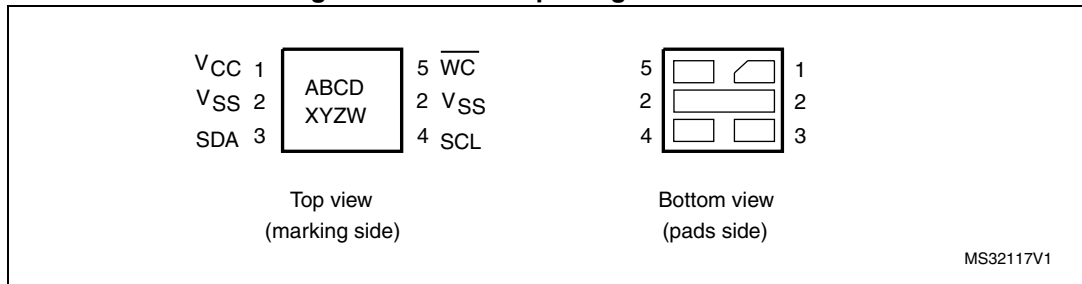 VCC 1 ABCD 5 WC
VSS 2 XYZW 2 VSS
SDA 3 4 SCL
5 1
2 2
4 3
Top view
(marking side)
Bottom view
(pads side)
MS32117V1